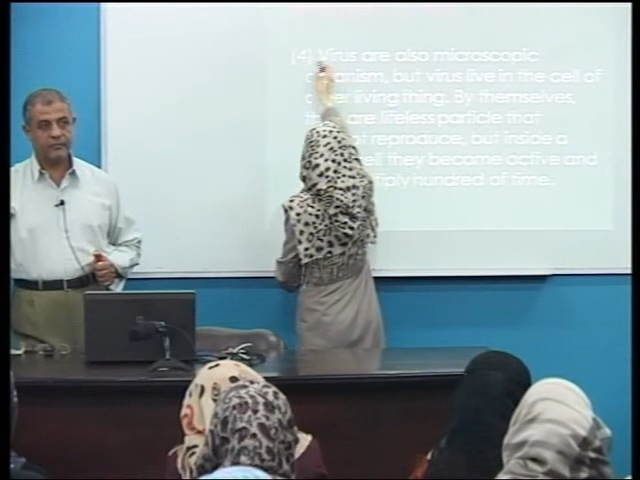 (4) Virus are also microscopic
but virus live in the cell of
living thing. By themselves,
are lifeless particle that
reproduce, but inside a
they become active and
hundred of time.